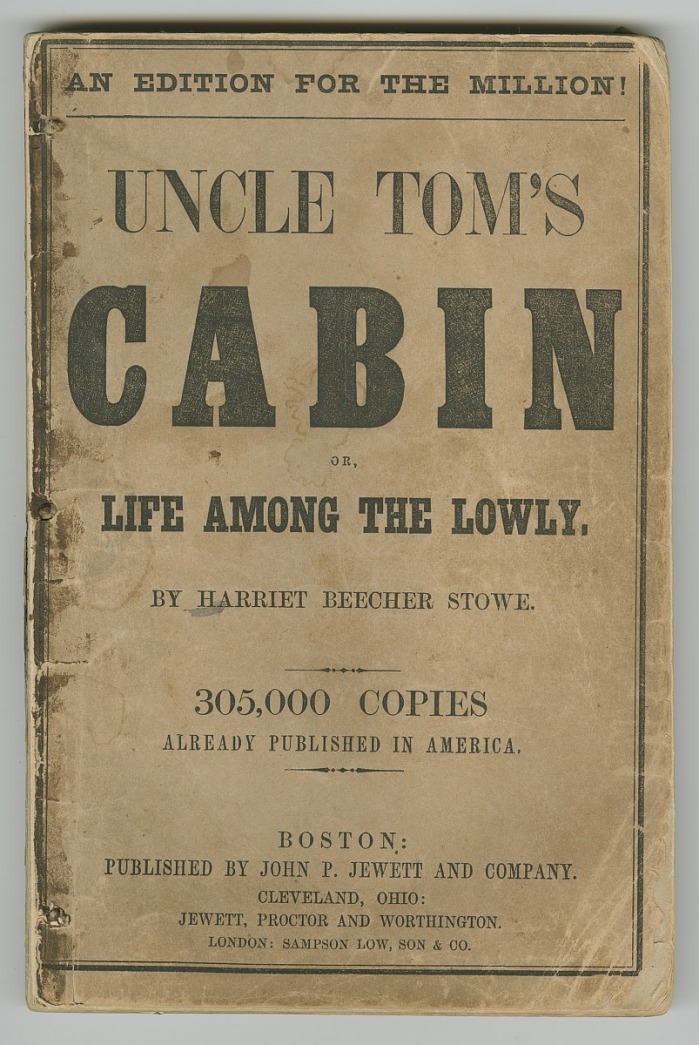 AN EDITION FOR THE MILLION!
UNCLE TOM'S
CABIN
OR,
LIFE AMONG THE LOWLY.
BY HARRIET BEECHER STOWE.
305,000 COPIES
ALREADY PUBLISHED IN AMERICA.
BOSTON:
PUBLISHED BY JOHN P. JEWETT AND COMPANY.
CLEVELAND, OHIO:
JEWETT, PROCTOR AND WORTHINGTON.
LONDON: SAMPSON LOW, SON & CO.